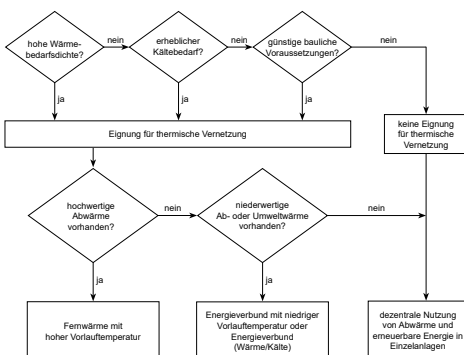 hohe Wärme-
bedarfsdichte?
nein
erheblicher
Kältebedarf?
nein
günstige bauliche
Voraussetzungen?
nein
ja
ja
ja
Eignung für thermische Vernetzung
keine Eignung
für thermische
Vernetzung
hochwertige
Abwärme
vorhanden?
nein
niederwertige
Ab- oder Umweltwärme
vorhanden?
nein
ja
ja
Fernwärme mit
hoher Vorlauftemperatur
Energieverbund mit niedriger
Vorlauftemperatur oder
Energieverbund
(Wärme/Kälte)
dezentrale Nutzung
von Abwärme und
erneuerbare Energie in
Einzelanlagen